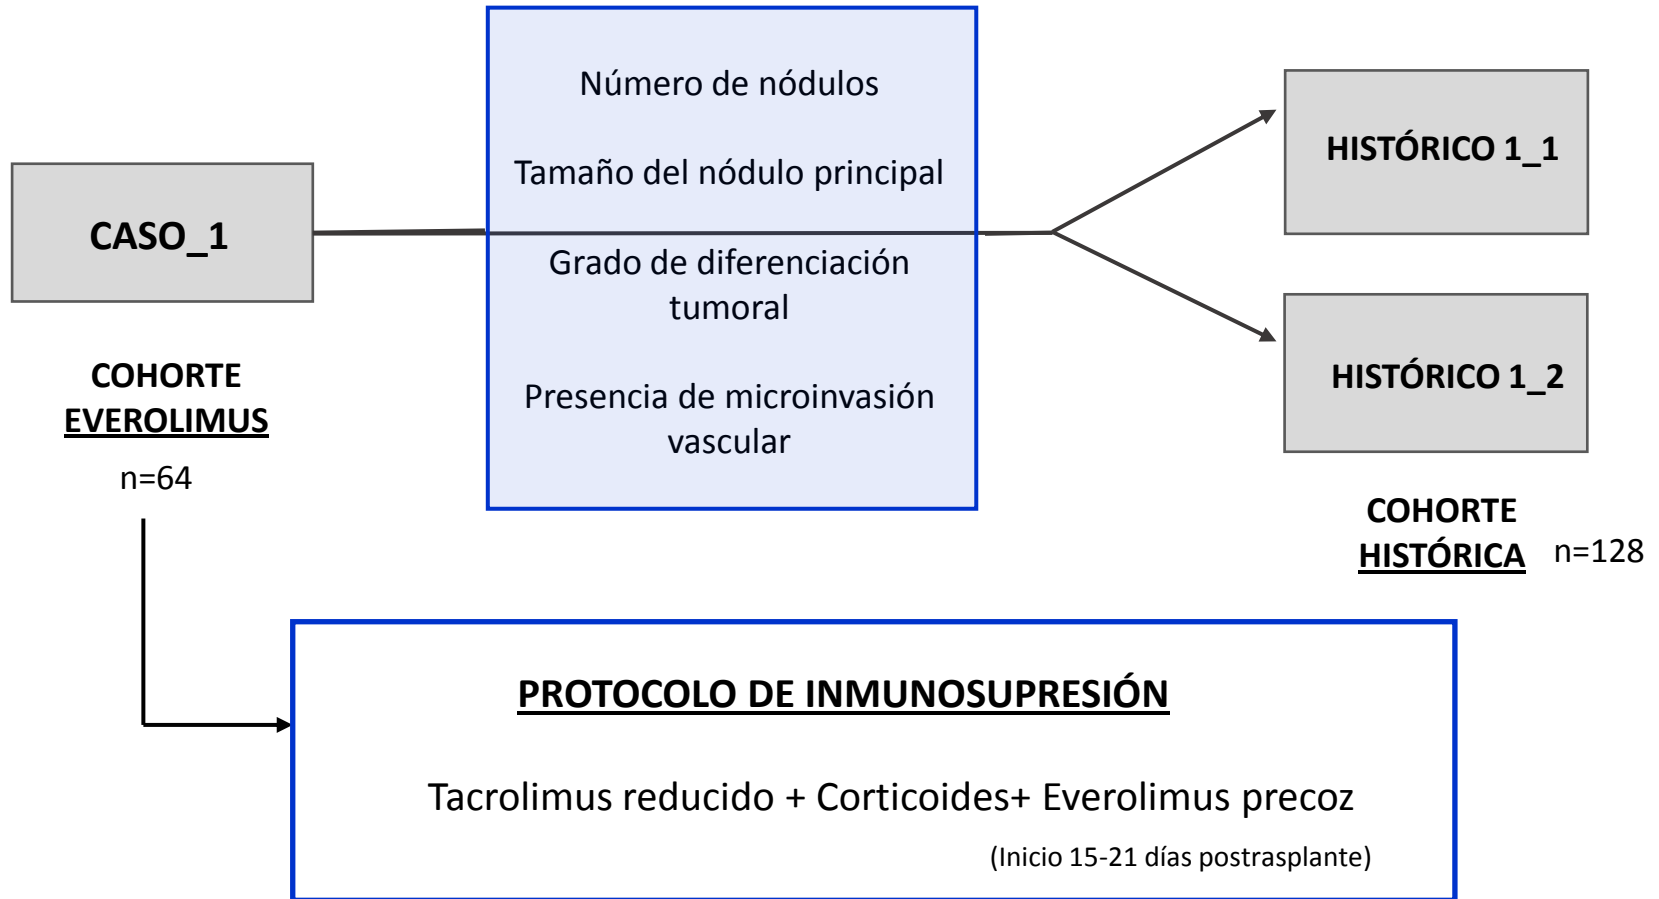 CASO_1
COHORTE
EVEROLIMUS
n=64
Número de nódulos
Tamaño del nódulo principal
Grado de diferenciación
tumoral
Presencia de microinvasión
vascular
HISTÓRICO 1_1
HISTÓRICO 1_2
COHORTE
HISTÓRICA n=128
PROTOCOLO DE INMUNOSUPRESIÓN
Tacrolimus reducido + Corticoides+ Everolimus precoz
(Inicio 15-21 días postrasplante)